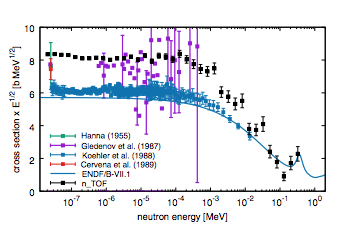 cross section x E^1/2 [b·MeV^1/2]
10
8
6
4
2
0
Hanna (1955)
Gledenov et al. (1987)
Koehler et al. (1988)
Cervena et al. (1989)
ENDF/B-VII.1
n_TOF
10^-7 10^-6 10^-5 10^-4 10^-3 10^-2 10^-1 10^0
neutron energy [MeV]